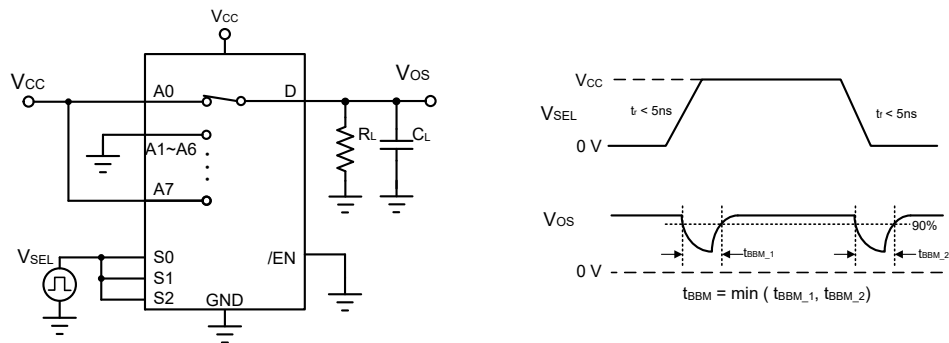 VCC
VCC
A0
D
VOS
A1~A6
RL
CL
A7
VSEL
S0
S1
S2
/EN
GND
VCC
VSEL
tr < 5ns
tf < 5ns
0 V
VOS
90%
tBBM_1
tBBM_2
0 V
tBBM = min ( tBBM_1, tBBM_2)